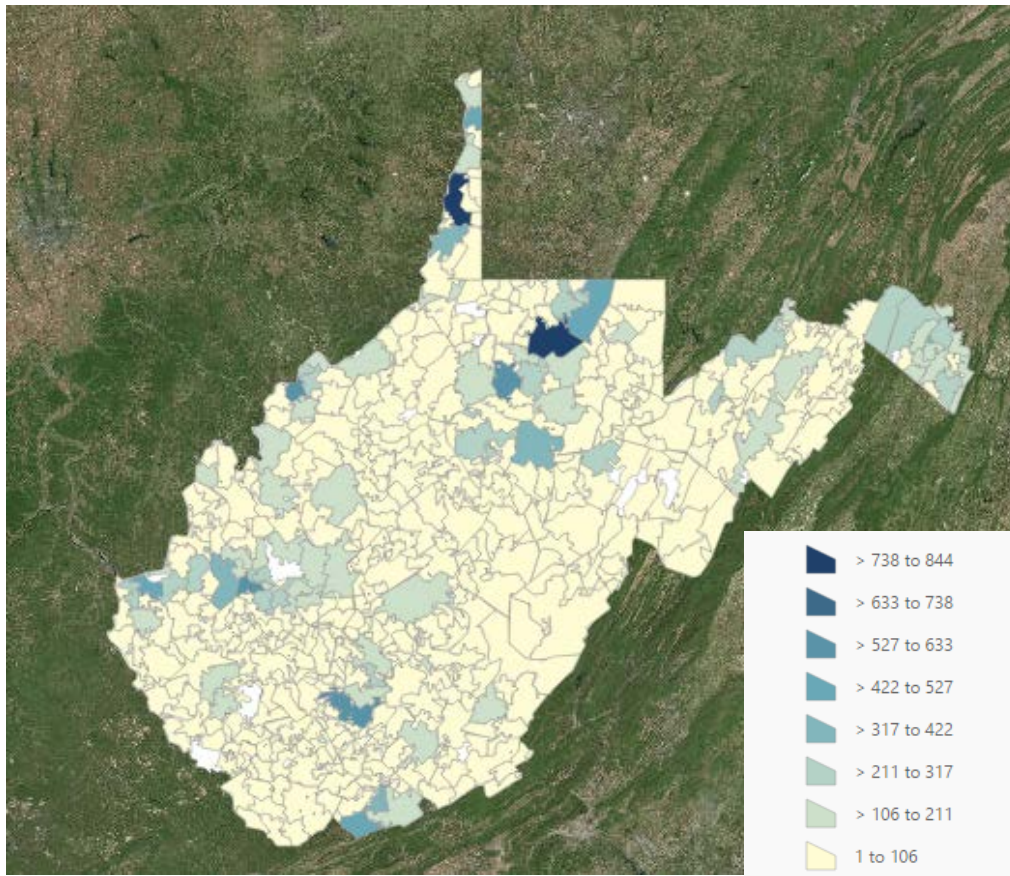 > 738 to 844
> 633 to 738
> 527 to 633
> 422 to 527
> 317 to 422
> 211 to 317
> 106 to 211
1 to 106